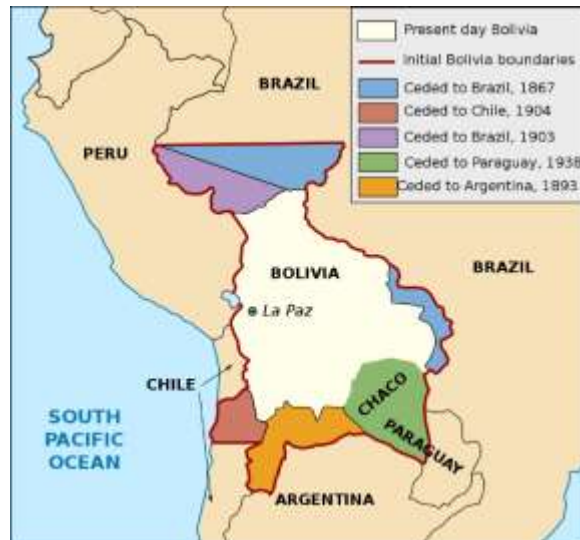 Present day Bolivia
Initial Bolivia boundaries
Ceded to Brazil, 1867
Ceded to Chile, 1904
Ceded to Brazil, 1903
Ceded to Paraguay, 1938
Ceded to Argentina, 1893
BRAZIL
PERU
BOLIVIA
BRAZIL
La Paz
CHILE
CHACO
PARAGUAY
SOUTH
PACIFIC
OCEAN
ARGENTINA